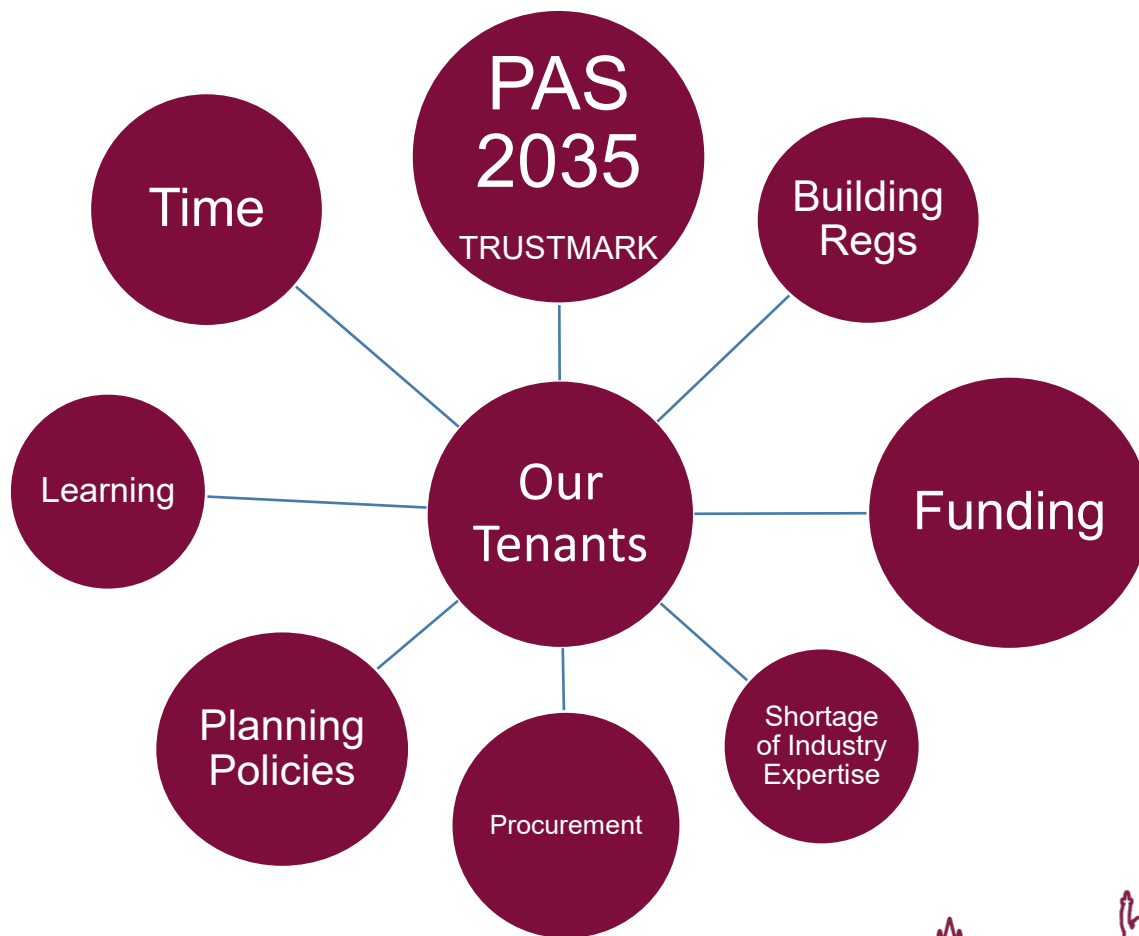 PAS
2035
TRUSTMARK
Time
Building
Regs
Learning
Our
Tenants
Funding
Planning
Policies
Procurement
Shortage
of Industry
Expertise